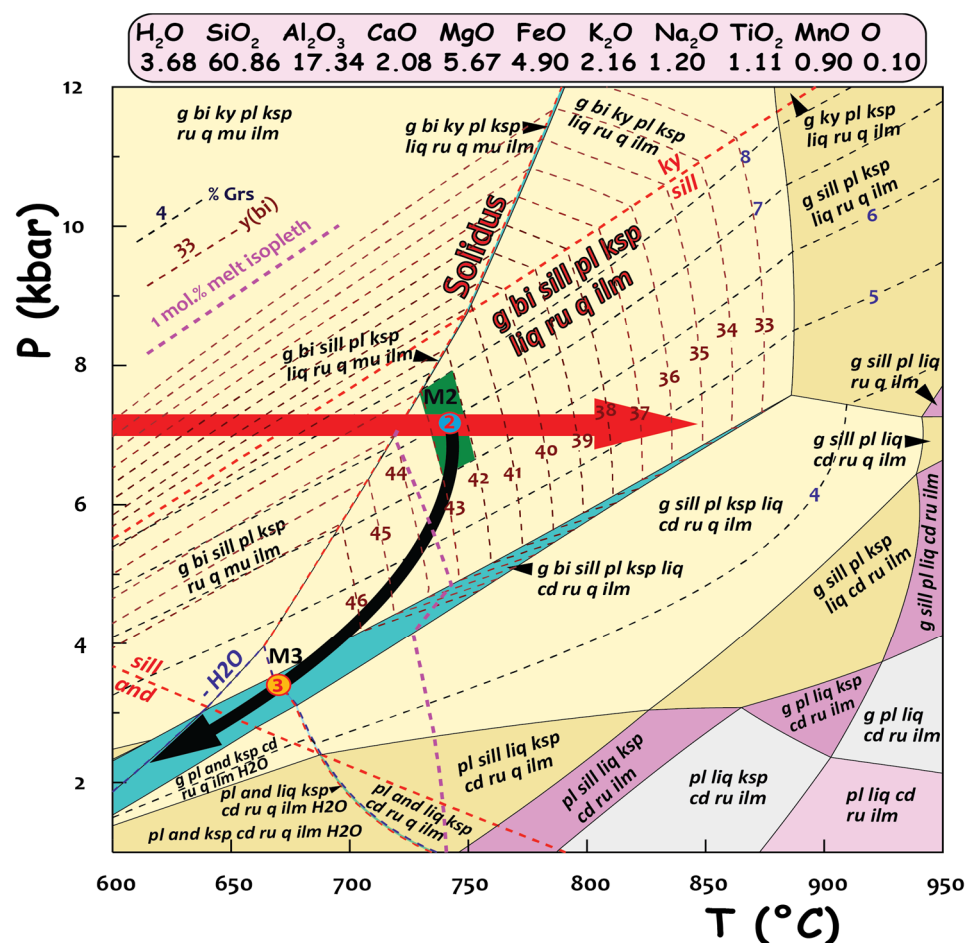 H₂O SiO₂ Al₂O₃ CaO MgO FeO K₂O Na₂O TiO₂ MnO O
3.68 60.86 17.34 2.08 5.67 4.90 2.16 1.20 1.11 0.90 0.10
12
10
8
6
4
2
P (kbar)
g bi ky pl ksp
ru q mu ilm
g bi ky pl ksp
liq ru q mu ilm
g bi ky pl ksp
liq ru q ilm
g ky pl ksp
liq ru q ilm
4
% Grs
33
y(bi)
1 mol.% melt isopleth
Solidus
ky
sill
8
7
6
5
4
g sill pl ksp
liq ru q ilm
g bi sill pl ksp
liq ru q ilm
g bi sill pl ksp
liq ru q mu ilm
33
34
35
36
37
38
39
40
41
42
43
44
45
46
g sill pl liq
ru q ilm
M2
2
g sill pl liq
cd ru q ilm
g sill pl ksp liq
cd ru q ilm
g bi sill pl ksp
ru q mu ilm
g bi sill pl ksp liq
cd ru q ilm
g sill pl ksp
liq cd ru ilm
g sill pl liq cd ru ilm
M3
3
- H2O
sill
and
g pl and ksp cd
ru q ilm H2O
pl and liq ksp
cd ru q ilm H2O
pl and ksp cd ru q ilm H2O
pl and liq ksp
cd ru q ilm
pl sill liq ksp
cd ru q ilm
pl sill liq ksp
cd ru ilm
g pl liq ksp
cd ru ilm
g pl liq
cd ru ilm
pl liq ksp
cd ru ilm
pl liq cd
ru ilm
600 650 700 750 800 850 900 950
T (°C)